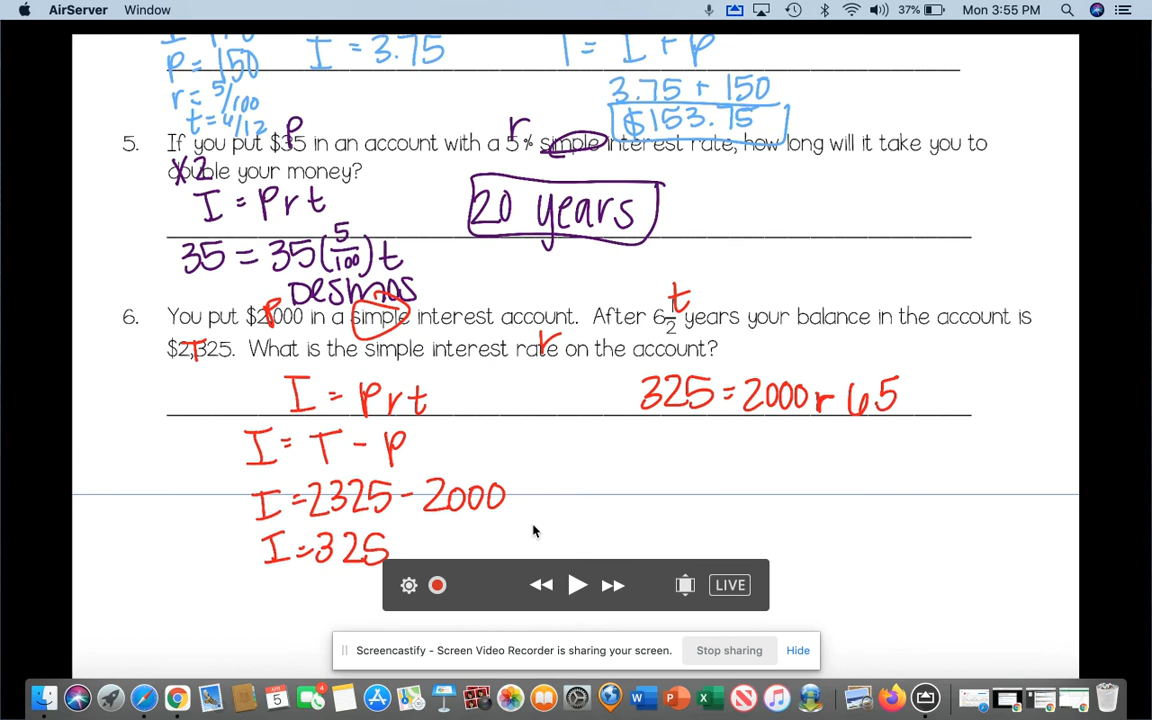 AirServer Window 37% Mon 3:55 PM
p = 150
I = 3.75
r = 5/100
t = 4/12
3.75 + 150
$153.75
p r
5. If you put $35 in an account with a 5% simple interest rate, how long will it take you to
x2
double your money?
I = Prt
20 years
35 = 35(5/100)t
Desmos
p t
6. You put $2,000 in a simple interest account. After 6 1/2 years your balance in the account is
T r
$2,325. What is the simple interest rate on the account?
I = Prt
325 = 2000r 6.5
I = T - P
I = 2325 - 2000
I = 325
LIVE
Screencastify - Screen Video Recorder is sharing your screen. Stop sharing Hide